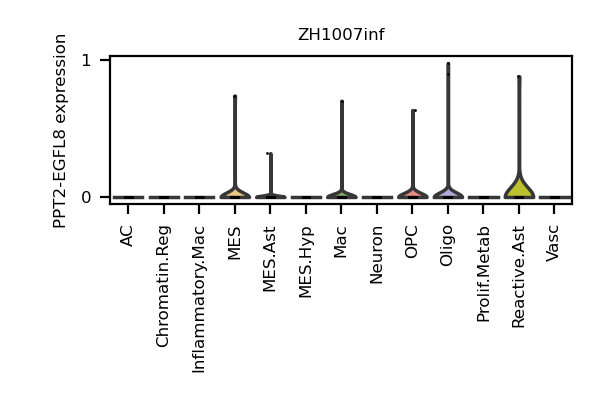 ZH1007inf
PPT2-EGFL8 expression
1
0
AC
Chromatin.Reg
Inflammatory.Mac
MES
MES.Ast
MES.Hyp
Mac
Neuron
OPC
Oligo
Prolif.Metab
Reactive.Ast
Vasc